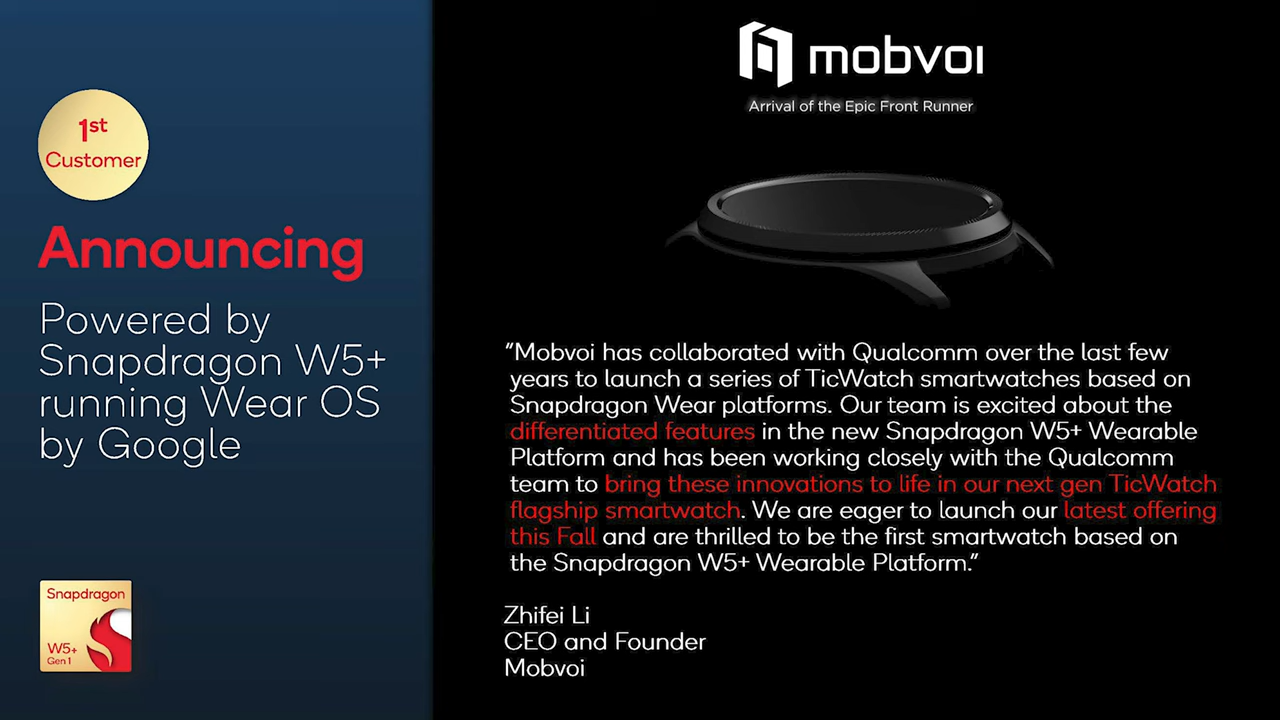 1st
Customer
Announcing
Powered by
Snapdragon W5+
running Wear OS
by Google
Snapdragon
W5+
Gen 1
mobvoi
Arrival of the Epic Front Runner
“Mobvoi has collaborated with Qualcomm over the last few
years to launch a series of TicWatch smartwatches based on
Snapdragon Wear platforms. Our team is excited about the
differentiated features in the new Snapdragon W5+ Wearable
Platform and has been working closely with the Qualcomm
team to bring these innovations to life in our next gen TicWatch
flagship smartwatch. We are eager to launch our latest offering
this Fall and are thrilled to be the first smartwatch based on
the Snapdragon W5+ Wearable Platform.”
Zhifei Li
CEO and Founder
Mobvoi